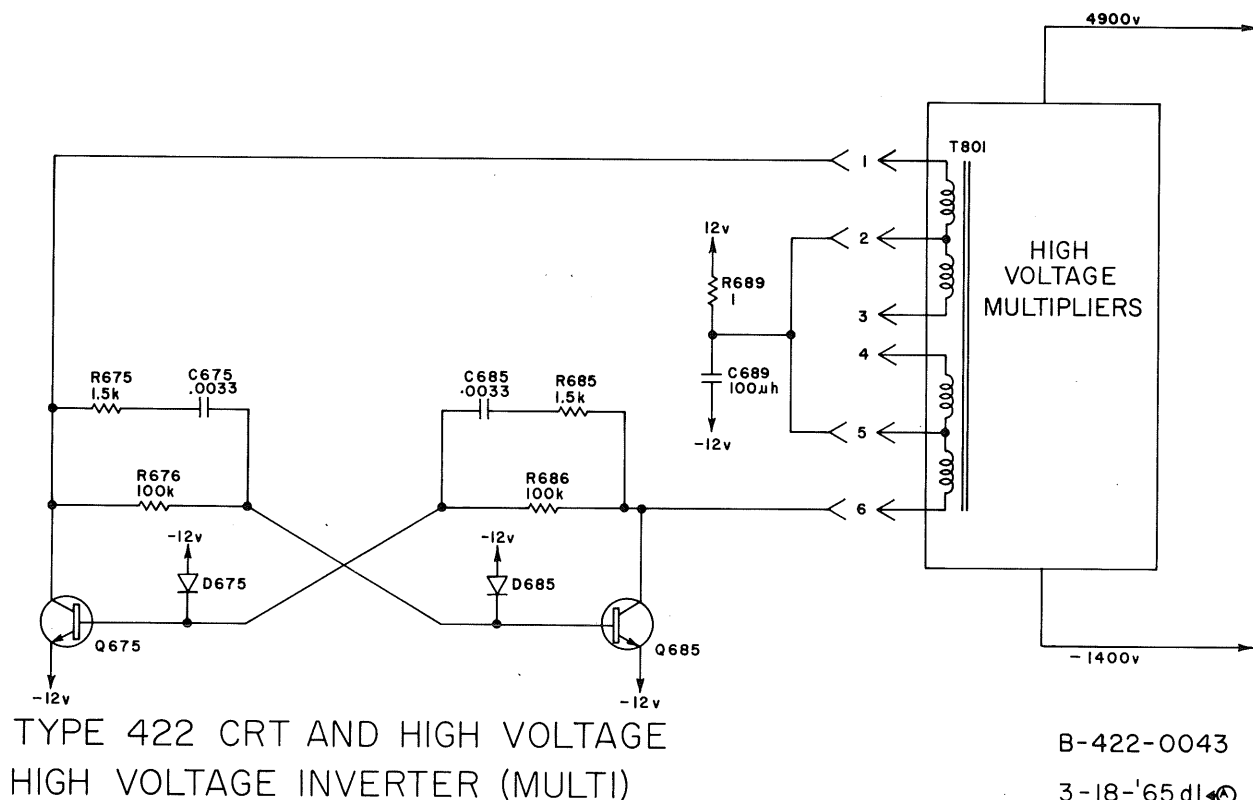 4900v
T801
1
2
3
4
5
6
HIGH
VOLTAGE
MULTIPLIERS
12v
R689
1
C689
100µh
-12v
R675
1.5k
C675
.0033
C685
.0033
R685
1.5k
R676
100k
R686
100k
-12v
D675
-12v
D685
Q675
Q685
-12v
-12v
-1400v
TYPE 422 CRT AND HIGH VOLTAGE
HIGH VOLTAGE INVERTER (MULTI)
B-422-0043
3-18-'65 dl A